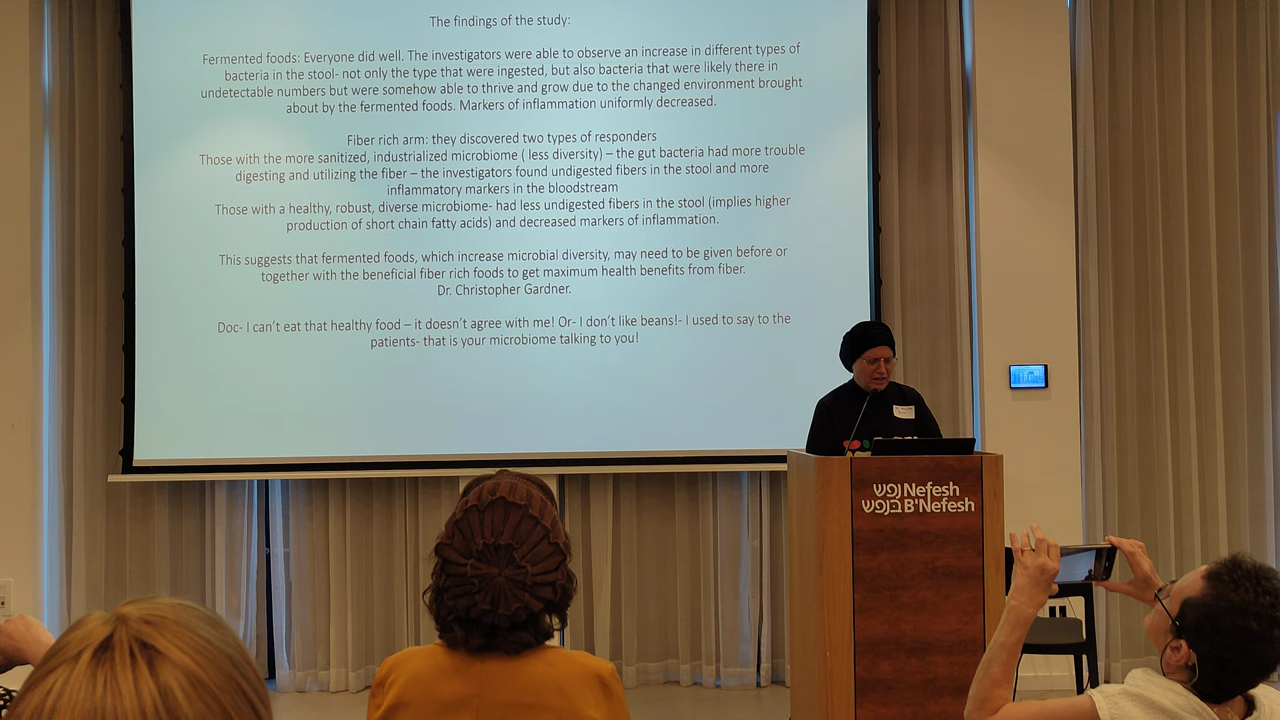 The findings of the study:
Fermented foods: Everyone did well. The investigators were able to observe an increase in different types of
bacteria in the stool- not only the type that were ingested, but also bacteria that were likely there in
undetectable numbers but were somehow able to thrive and grow due to the changed environment brought
about by the fermented foods. Markers of inflammation uniformly decreased.
Fiber rich arm: they discovered two types of responders
Those with the more sanitized, industrialized microbiome ( less diversity) – the gut bacteria had more trouble
digesting and utilizing the fiber – the investigators found undigested fibers in the stool and more
inflammatory markers in the bloodstream
Those with a healthy, robust, diverse microbiome- had less undigested fibers in the stool (implies higher
production of short chain fatty acids) and decreased markers of inflammation.
This suggests that fermented foods, which increase microbial diversity, may need to be given before or
together with the beneficial fiber rich foods to get maximum health benefits from fiber.
Dr. Christopher Gardner.
Doc- I can’t eat that healthy food – it doesn’t agree with me! Or- I don’t like beans!- I used to say to the
patients- that is your microbiome talking to you!
נפש Nefesh
בנפש B'Nefesh